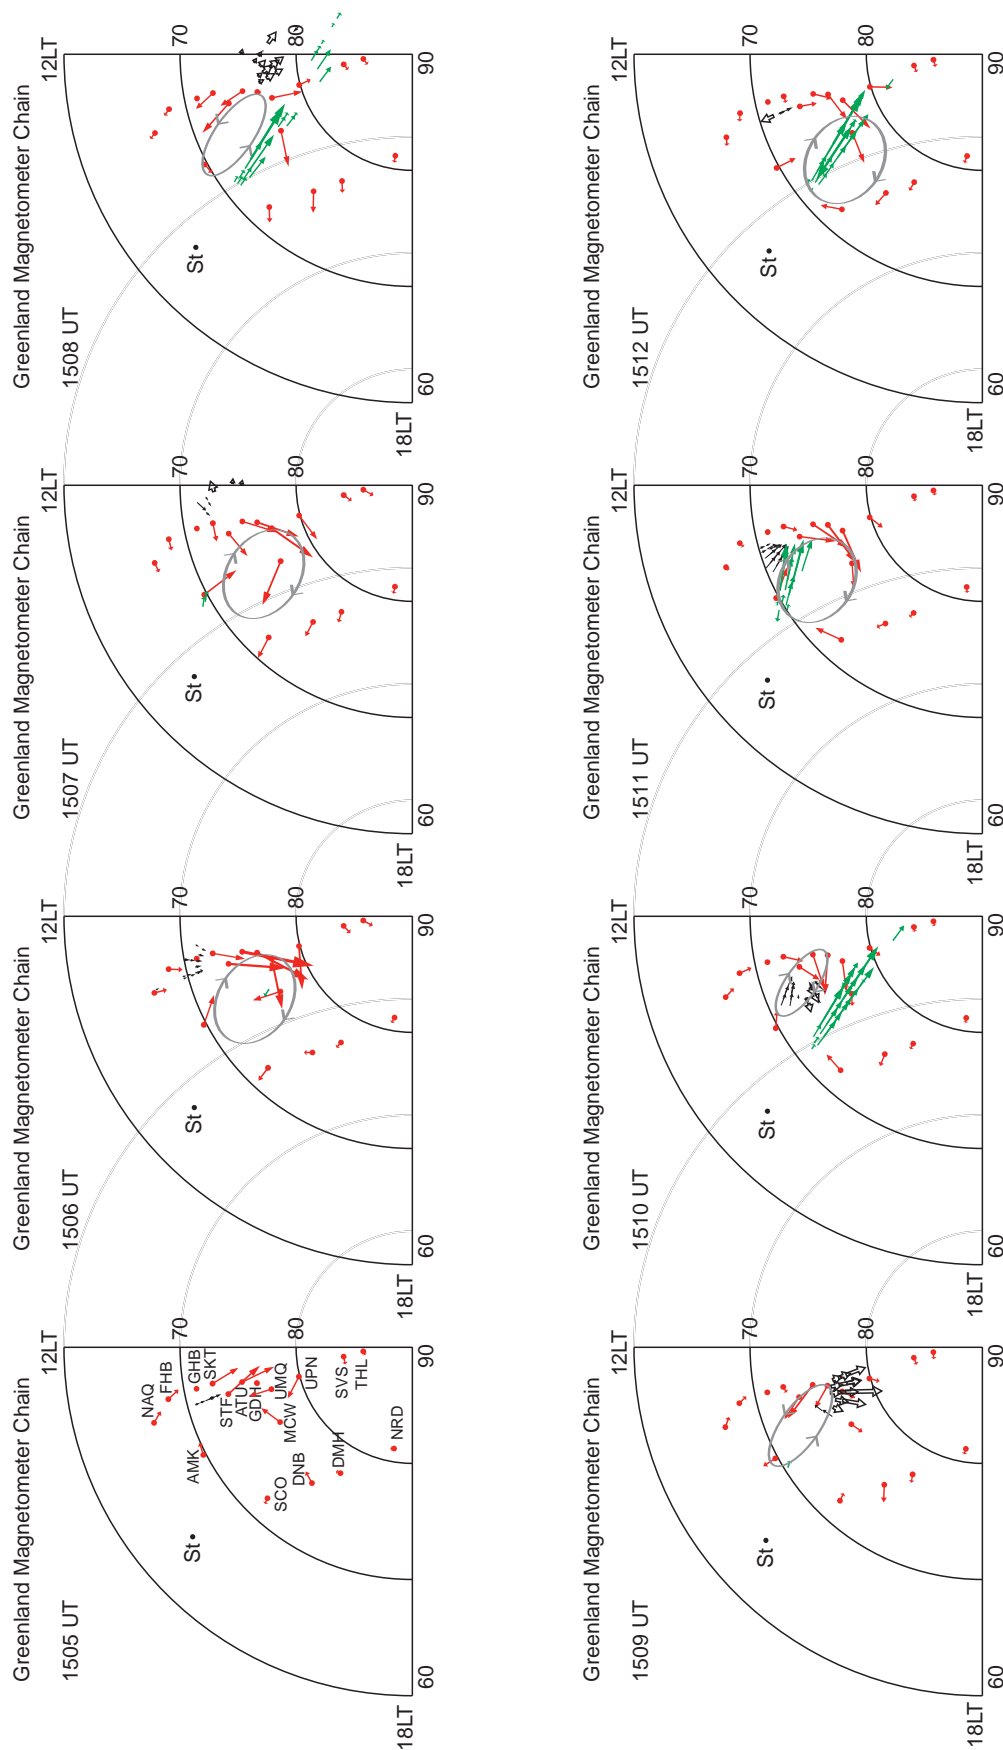 Greenland Magnetometer Chain
1505 UT
12LT
70
80
90
60
18LT
St
NAQ
FHB
GHB
SKT
AMK
STF
ATU
GDH
UMQ
MCW
UPN
SCO
DNB
DMH
SVS
THL
NRD
Greenland Magnetometer Chain
1506 UT
12LT
70
80
90
60
18LT
St
Greenland Magnetometer Chain
1507 UT
12LT
70
80
90
60
18LT
St
Greenland Magnetometer Chain
1508 UT
12LT
70
80
90
60
18LT
St
Greenland Magnetometer Chain
1509 UT
12LT
70
80
90
60
18LT
St
Greenland Magnetometer Chain
1510 UT
12LT
70
80
90
60
18LT
St
Greenland Magnetometer Chain
1511 UT
12LT
70
80
90
60
18LT
St
Greenland Magnetometer Chain
1512 UT
12LT
70
80
90
60
18LT
St